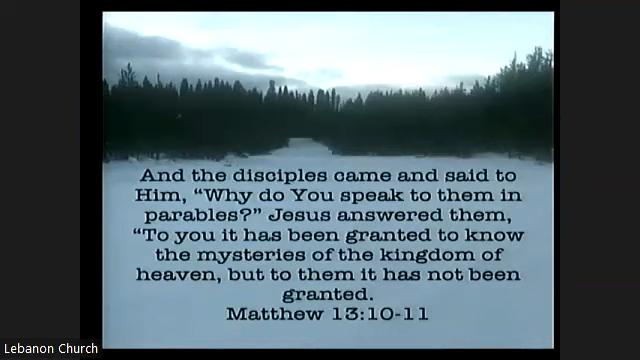 And the disciples came and said to
Him, “Why do You speak to them in
parables?” Jesus answered them,
“To you it has been granted to know
the mysteries of the kingdom of
heaven, but to them it has not been
granted.
Matthew 13:10-11
Lebanon Church